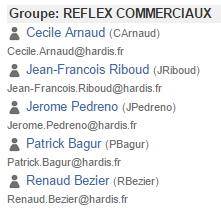 Groupe: REFLEX COMMERCIAUX
Cecile Arnaud (CArnaud)
Cecile.Arnaud@hardis.fr
Jean-Francois Riboud (JRiboud)
Jean-Francois.Riboud@hardis.fr
Jerome Pedreno (JPedreno)
Jerome.Pedreno@hardis.fr
Patrick Bagur (PBagur)
Patrick.Bagur@hardis.fr
Renaud Bezier (RBezier)
Renaud.Bezier@hardis.fr